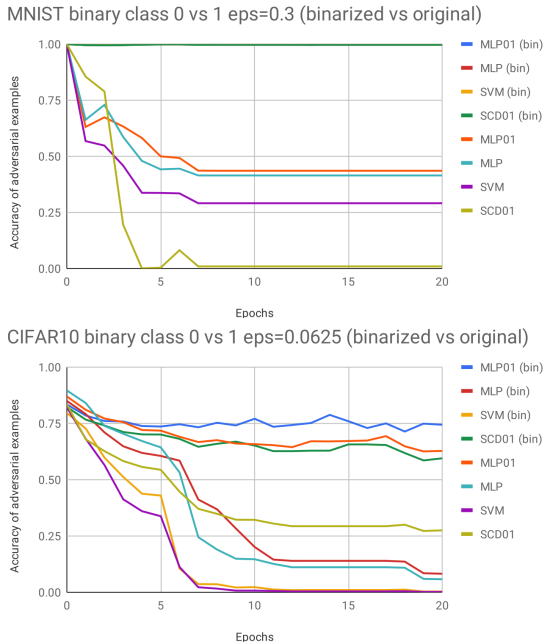 MNIST binary class 0 vs 1 eps=0.3 (binarized vs original)
Accuracy of adversarial examples
1.00
0.75
0.50
0.25
0.00
0
5
10
15
20
Epochs
MLP01 (bin)
MLP (bin)
SVM (bin)
SCD01 (bin)
MLP01
MLP
SVM
SCD01
CIFAR10 binary class 0 vs 1 eps=0.0625 (binarized vs original)
Accuracy of adversarial examples
1.00
0.75
0.50
0.25
0.00
0
5
10
15
20
Epochs
MLP01 (bin)
MLP (bin)
SVM (bin)
SCD01 (bin)
MLP01
MLP
SVM
SCD01